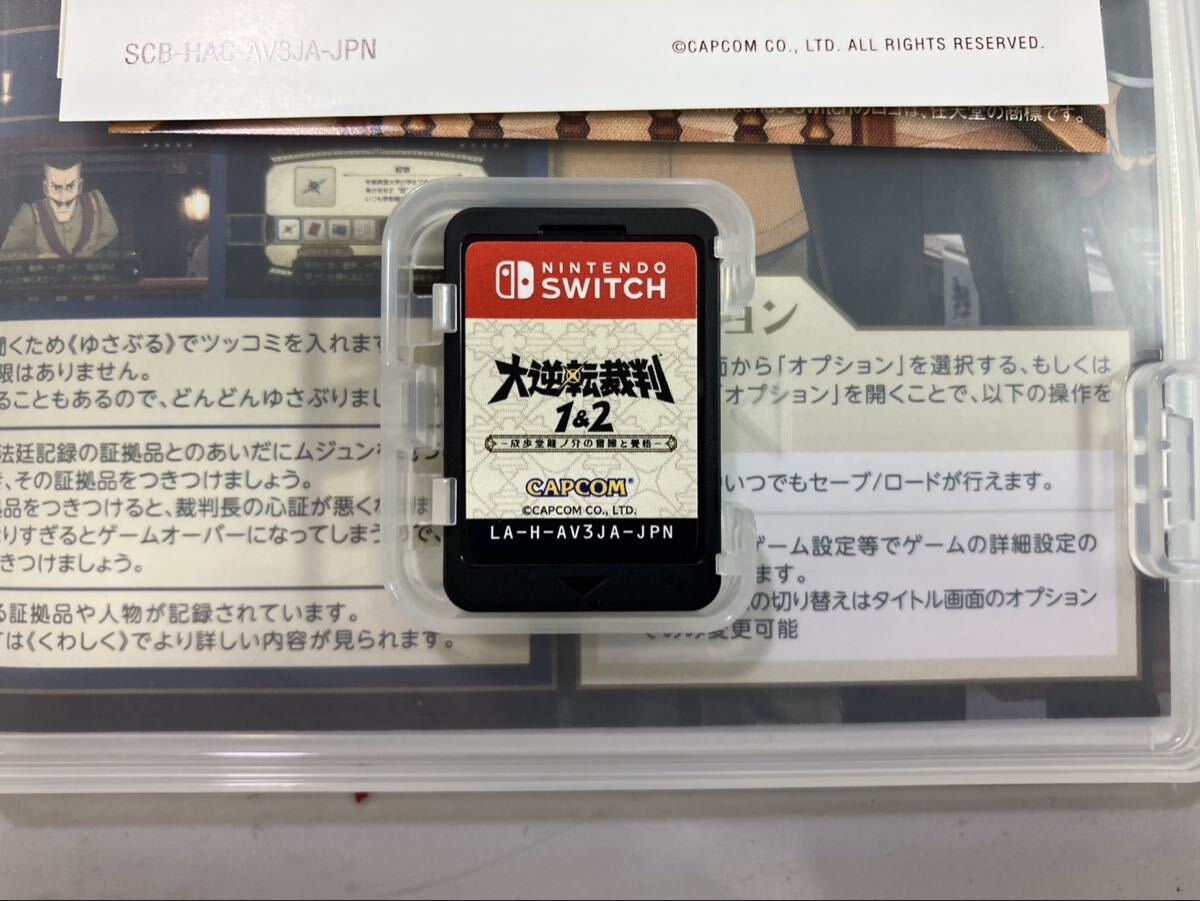 SCB-HAC-AV3JA-JPN
©CAPCOM CO., LTD. ALL RIGHTS RESERVED.
は、任天堂の商標です。
NINTENDO
SWITCH
大逆転裁判
1&2
－成歩堂龍ノ介の冒險と覺悟－
CAPCOM
©CAPCOM CO., LTD.
LA-H-AV3JA-JPN
くため《ゆさぶる》でツッコミを入れます
限はありません。
ることもあるので、どんどんゆさぶりまし
法廷記録の証拠品とのあいだにムジュン
、その証拠品をつきつけましょう。
品をつきつけると、裁判長の心証が悪くな
りすぎるとゲームオーバーになってしまう
きつけましょう。
る証拠品や人物が記録されています。
は《くわしく》でより詳しい内容が見られます。
ョン
から「オプション」を選択する、もしくは
「オプション」を開くことで、以下の操作を
いつでもセーブ/ロードが行えます。
ゲーム設定等でゲームの詳細設定の
ます。
の切り替えはタイトル画面のオプション
変更可能